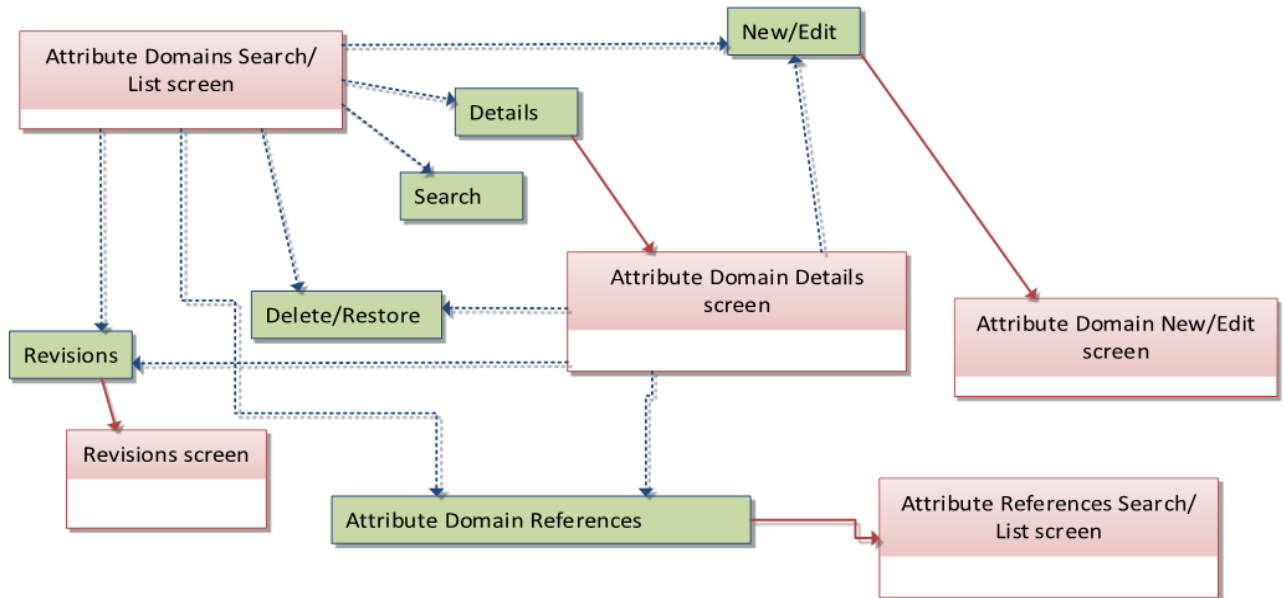 New/Edit
Attribute Domains Search/
List screen
Details
Search
Attribute Domain Details
screen
Delete/Restore
Attribute Domain New/Edit
screen
Revisions
Revisions screen
Attribute Domain References
Attribute References Search/
List screen